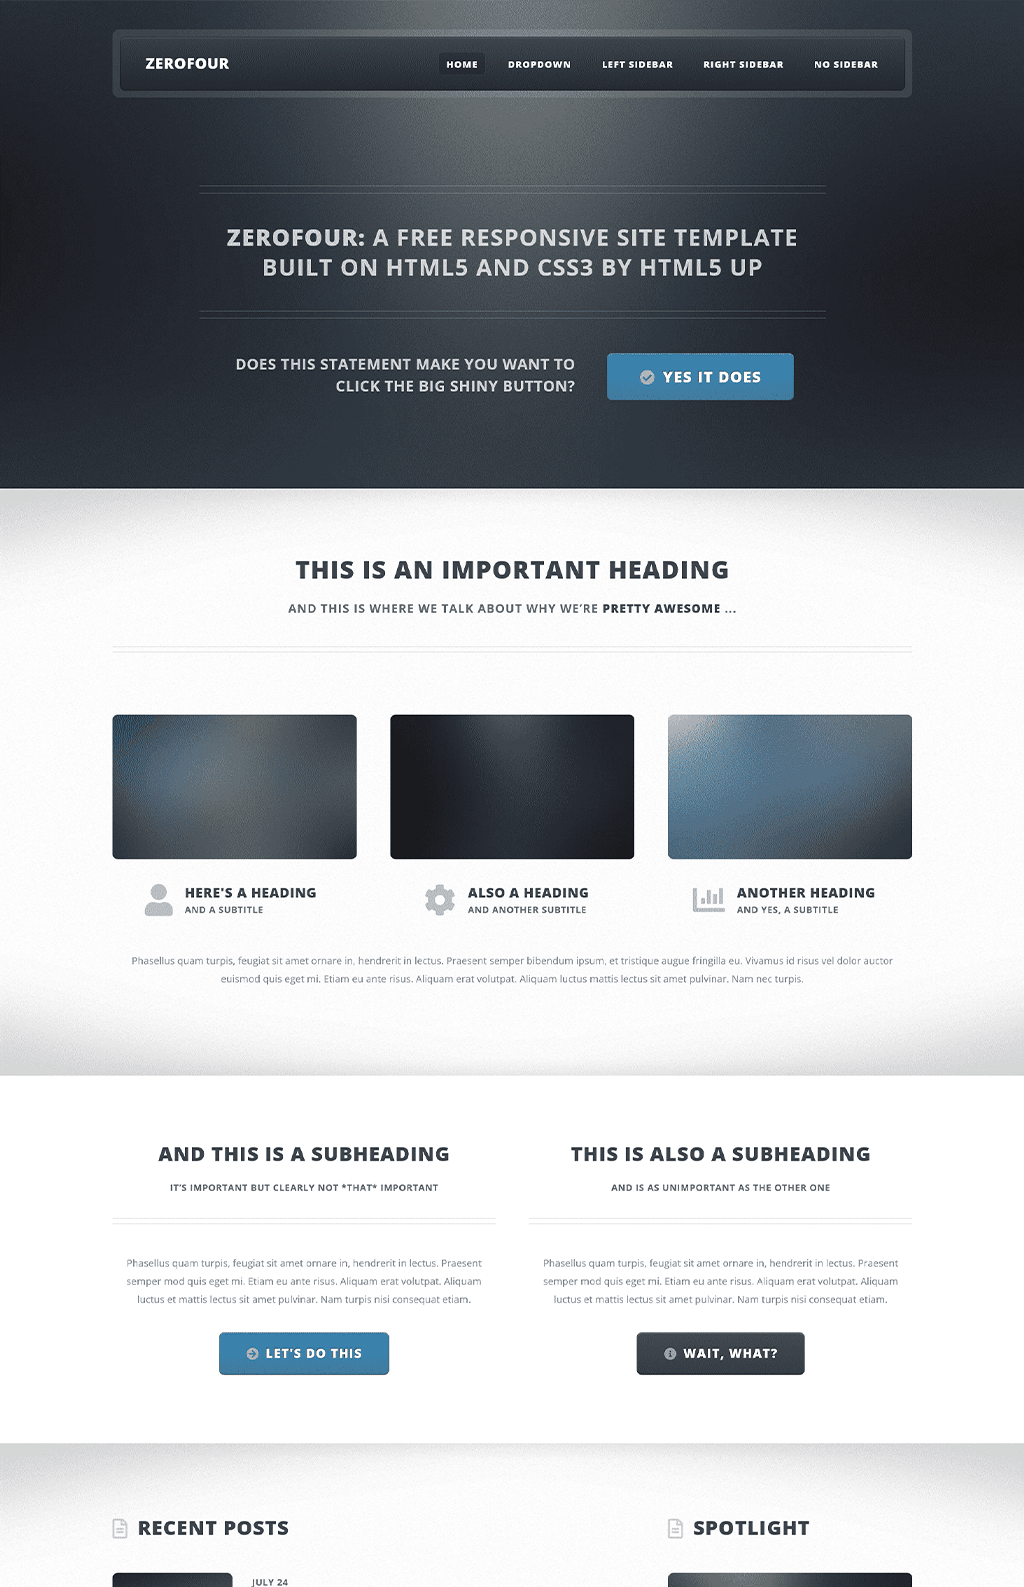 ZEROFOUR
HOME DROPDOWN LEFT SIDEBAR RIGHT SIDEBAR NO SIDEBAR
ZEROFOUR: A FREE RESPONSIVE SITE TEMPLATE
BUILT ON HTML5 AND CSS3 BY HTML5 UP
DOES THIS STATEMENT MAKE YOU WANT TO
CLICK THE BIG SHINY BUTTON?
YES IT DOES
THIS IS AN IMPORTANT HEADING
AND THIS IS WHERE WE TALK ABOUT WHY WE'RE PRETTY AWESOME ...
HERE'S A HEADING
AND A SUBTITLE
ALSO A HEADING
AND ANOTHER SUBTITLE
ANOTHER HEADING
AND YES, A SUBTITLE
Phasellus quam turpis, feugiat sit amet ornare in, hendrerit in lectus. Praesent semper bibendum ipsum, et tristique augue fringilla eu. Vivamus id risus vel dolor auctor
euismod quis eget mi. Etiam eu ante risus. Aliquam erat volutpat. Aliquam luctus mattis lectus sit amet pulvinar. Nam nec turpis.
AND THIS IS A SUBHEADING
IT'S IMPORTANT BUT CLEARLY NOT *THAT* IMPORTANT
Phasellus quam turpis, feugiat sit amet ornare in, hendrerit in lectus. Praesent
semper mod quis eget mi. Etiam eu ante risus. Aliquam erat volutpat. Aliquam
luctus et mattis lectus sit amet pulvinar. Nam turpis nisi consequat etiam.
LET'S DO THIS
THIS IS ALSO A SUBHEADING
AND IS AS UNIMPORTANT AS THE OTHER ONE
Phasellus quam turpis, feugiat sit amet ornare in, hendrerit in lectus. Praesent
semper mod quis eget mi. Etiam eu ante risus. Aliquam erat volutpat. Aliquam
luctus et mattis lectus sit amet pulvinar. Nam turpis nisi consequat etiam.
WAIT, WHAT?
RECENT POSTS
JULY 24
SPOTLIGHT